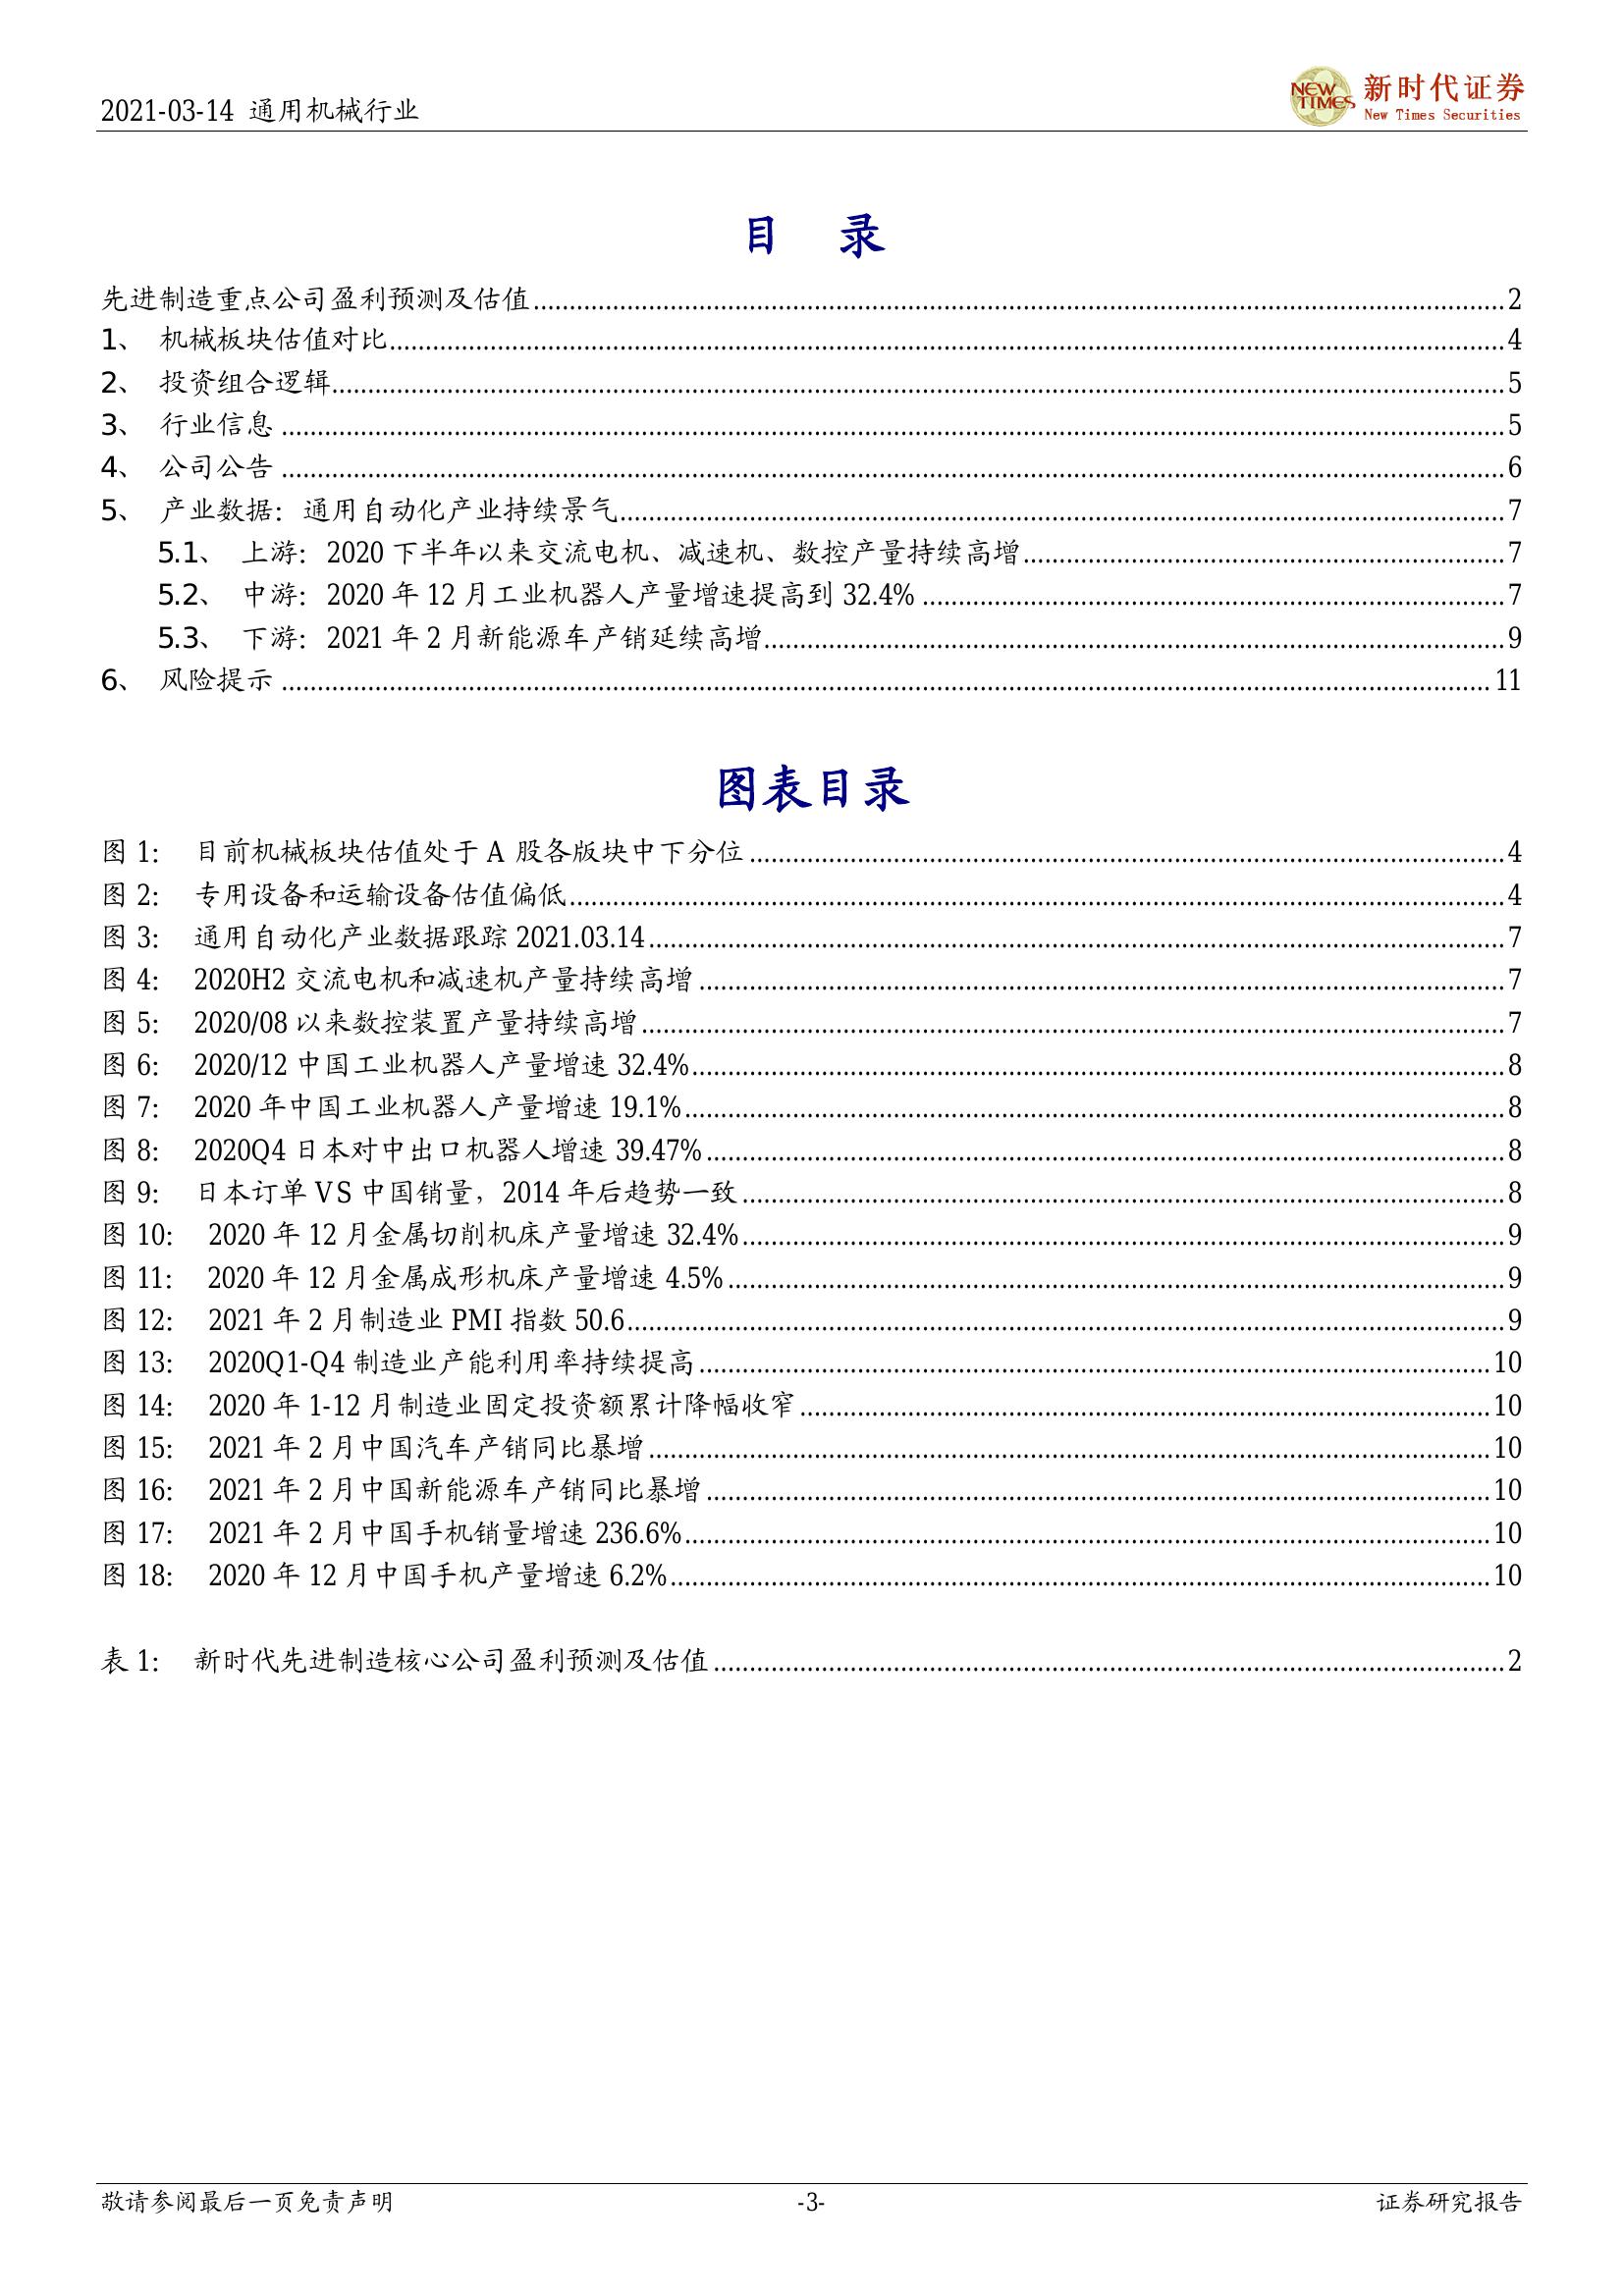 2021-03-14 通用机械行业
NEW TIMES
新时代证券
New Times Securities
目 录
先进制造重点公司盈利预测及估值 2
1、 机械板块估值对比 4
2、 投资组合逻辑 5
3、 行业信息 5
4、 公司公告 6
5、 产业数据：通用自动化产业持续景气 7
5.1、 上游：2020 下半年以来交流电机、减速机、数控产量持续高增 7
5.2、 中游：2020 年 12 月工业机器人产量增速提高到 32.4% 7
5.3、 下游：2021 年 2 月新能源车产销延续高增 9
6、 风险提示 11
图表目录
图 1: 目前机械板块估值处于 A 股各版块中下分位 4
图 2: 专用设备和运输设备估值偏低 4
图 3: 通用自动化产业数据跟踪 2021.03.14 7
图 4: 2020H2 交流电机和减速机产量持续高增 7
图 5: 2020/08 以来数控装置产量持续高增 7
图 6: 2020/12 中国工业机器人产量增速 32.4% 8
图 7: 2020 年中国工业机器人产量增速 19.1% 8
图 8: 2020Q4 日本对中出口机器人增速 39.47% 8
图 9: 日本订单 VS 中国销量，2014 年后趋势一致 8
图 10: 2020 年 12 月金属切削机床产量增速 32.4% 9
图 11: 2020 年 12 月金属成形机床产量增速 4.5% 9
图 12: 2021 年 2 月制造业 PMI 指数 50.6 9
图 13: 2020Q1-Q4 制造业产能利用率持续提高 10
图 14: 2020 年 1-12 月制造业固定投资额累计降幅收窄 10
图 15: 2021 年 2 月中国汽车产销同比暴增 10
图 16: 2021 年 2 月中国新能源车产销同比暴增 10
图 17: 2021 年 2 月中国手机销量增速 236.6% 10
图 18: 2020 年 12 月中国手机产量增速 6.2% 10
表 1: 新时代先进制造核心公司盈利预测及估值 2
敬请参阅最后一页免责声明 -3- 证券研究报告